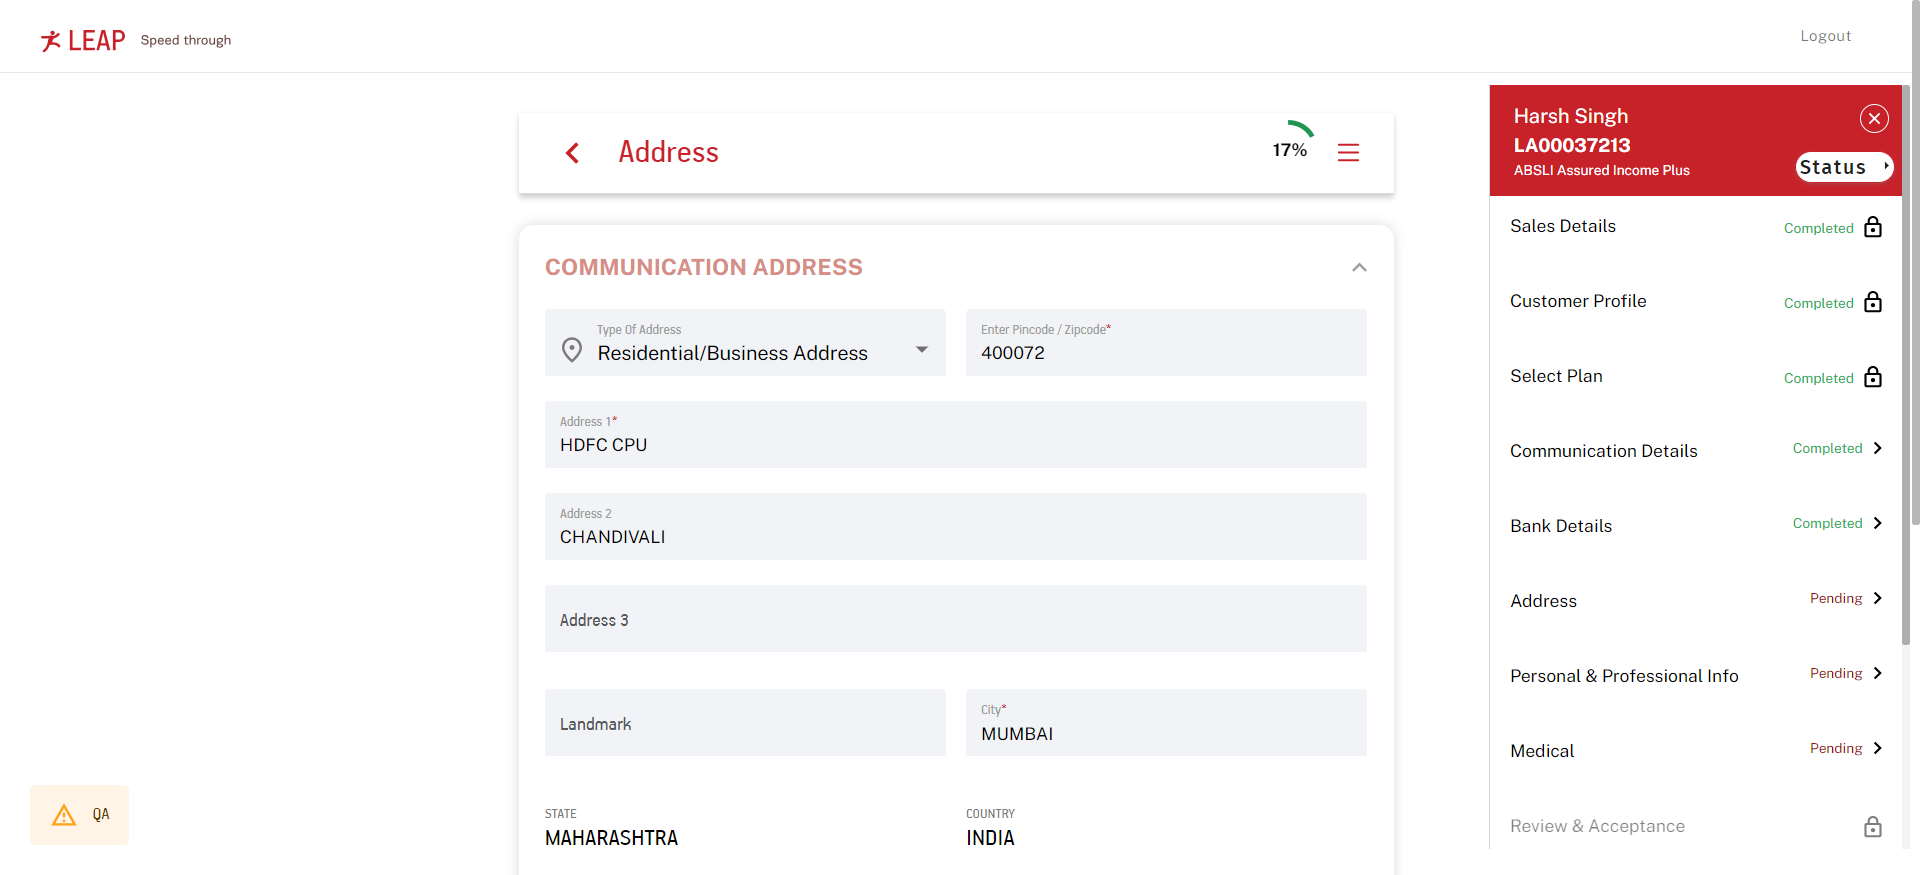 LEAP Speed through
Logout
Address
17%
COMMUNICATION ADDRESS
Type Of Address
Residential/Business Address
Enter Pincode / Zipcode*
400072
Address 1*
HDFC CPU
Address 2
CHANDIVALI
Address 3
Landmark
City*
MUMBAI
STATE
MAHARASHTRA
COUNTRY
INDIA
QA
Harsh Singh
LA00037213
ABSLI Assured Income Plus
Status
Sales Details Completed
Customer Profile Completed
Select Plan Completed
Communication Details Completed
Bank Details Completed
Address Pending
Personal & Professional Info Pending
Medical Pending
Review & Acceptance